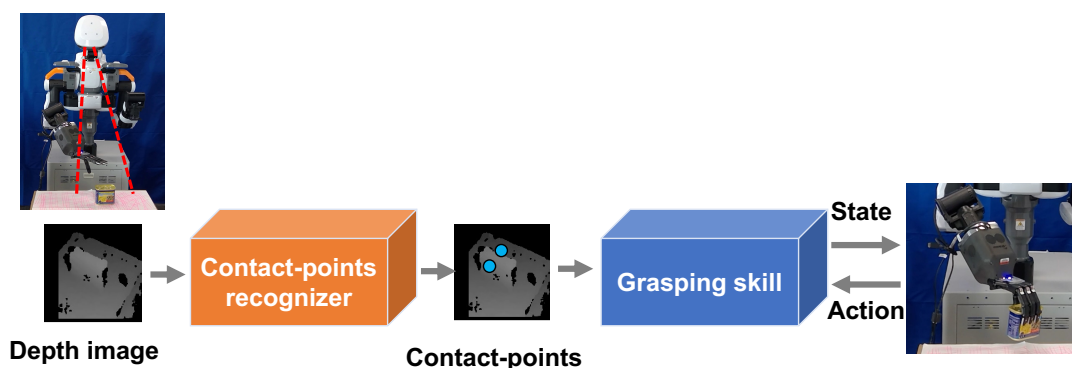 Depth image
Contact-points
recognizer
Contact-points
Grasping skill
State
Action